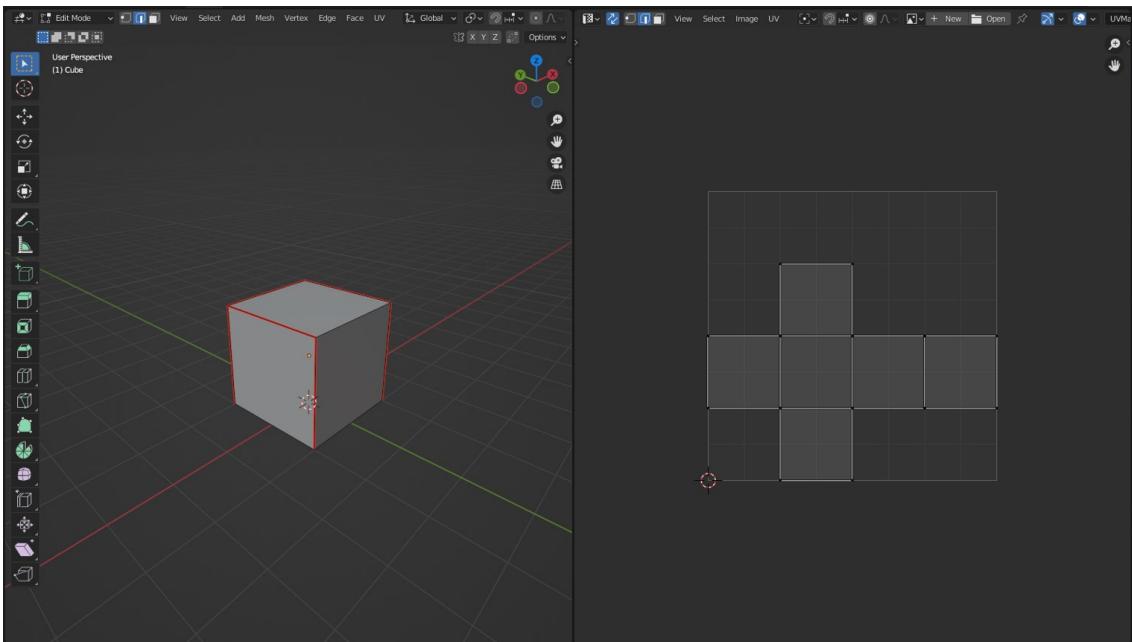 Edit Mode View Select Add Mesh Vertex Edge Face UV Global
View Select Image UV + New Open UVMa
X Y Z Options
User Perspective
(1) Cube
Z
Y X